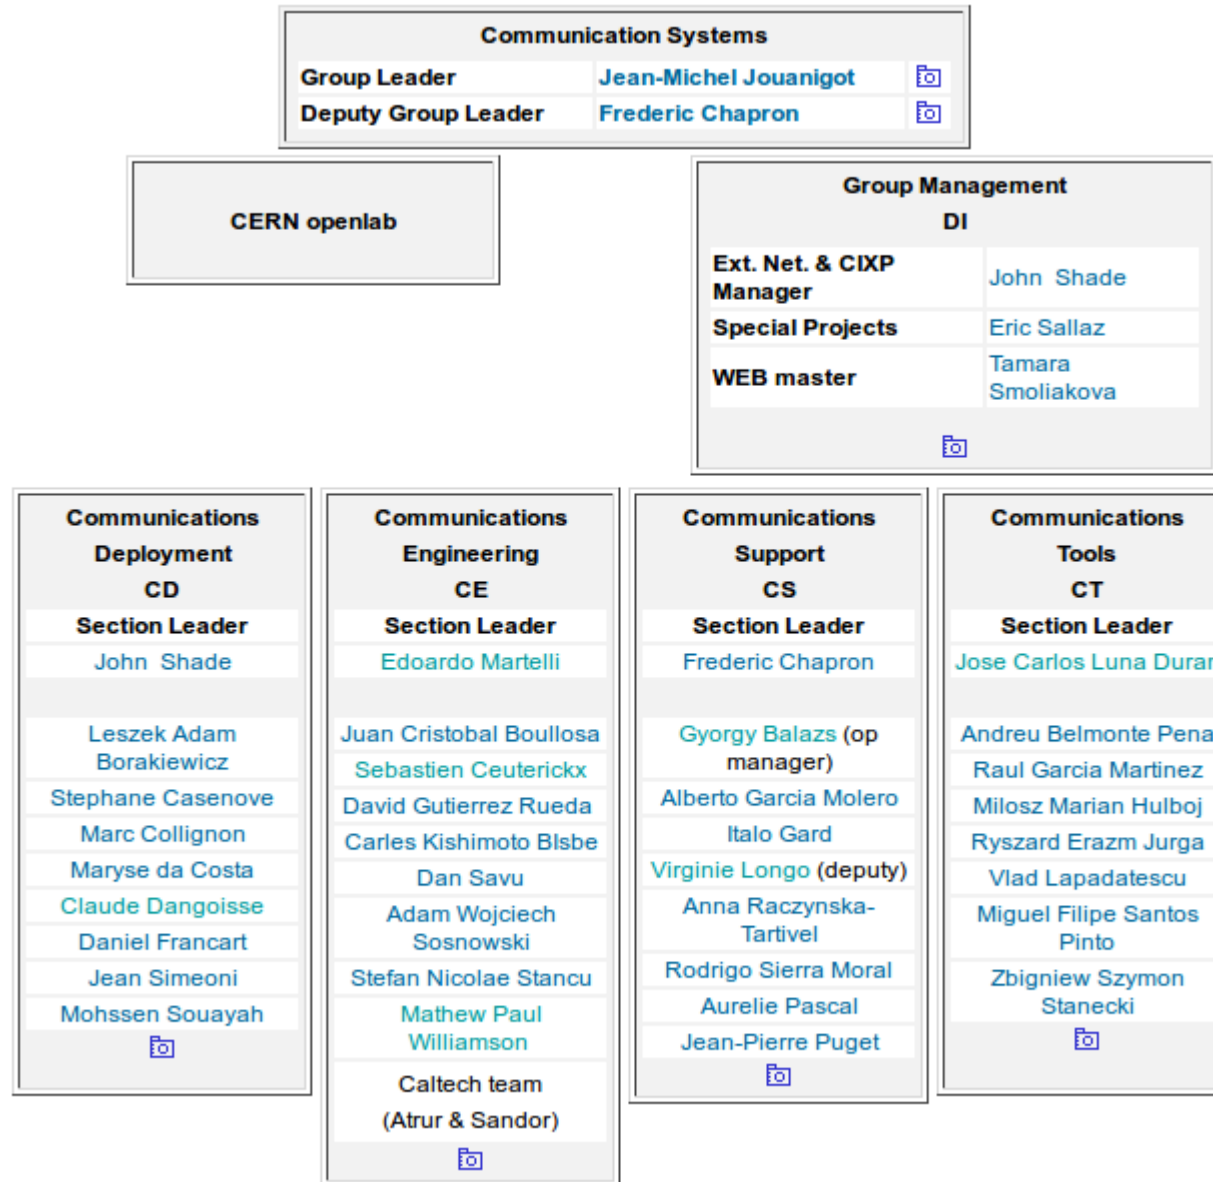 Communication Systems
Group Leader Jean-Michel Jouanigot
Deputy Group Leader Frederic Chapron
CERN openlab
Group Management
DI
Ext. Net. & CIXP
Manager
John Shade
Special Projects Eric Sallaz
WEB master
Tamara
Smoliakova
Communications
Deployment
CD
Section Leader
John Shade
Leszek Adam
Borakiewicz
Stephane Casenove
Marc Collignon
Maryse da Costa
Claude Dangoisse
Daniel Francart
Jean Simeoni
Mohssen Souayah
Communications
Engineering
CE
Section Leader
Edoardo Martelli
Juan Cristobal Boullosa
Sebastien Ceuterickx
David Gutierrez Rueda
Carles Kishimoto BIsbe
Dan Savu
Adam Wojciech
Sosnowski
Stefan Nicolae Stancu
Mathew Paul
Williamson
Caltech team
(Atrur & Sandor)
Communications
Support
CS
Section Leader
Frederic Chapron
Gyorgy Balazs (op
manager)
Alberto Garcia Molero
Italo Gard
Virginie Longo (deputy)
Anna Raczynska-
Tartivel
Rodrigo Sierra Moral
Aurelie Pascal
Jean-Pierre Puget
Communications
Tools
CT
Section Leader
Jose Carlos Luna Duran
Andreu Belmonte Pena
Raul Garcia Martinez
Milosz Marian Hulboj
Ryszard Erazm Jurga
Vlad Lapadatescu
Miguel Filipe Santos
Pinto
Zbigniew Szymon
Stanecki